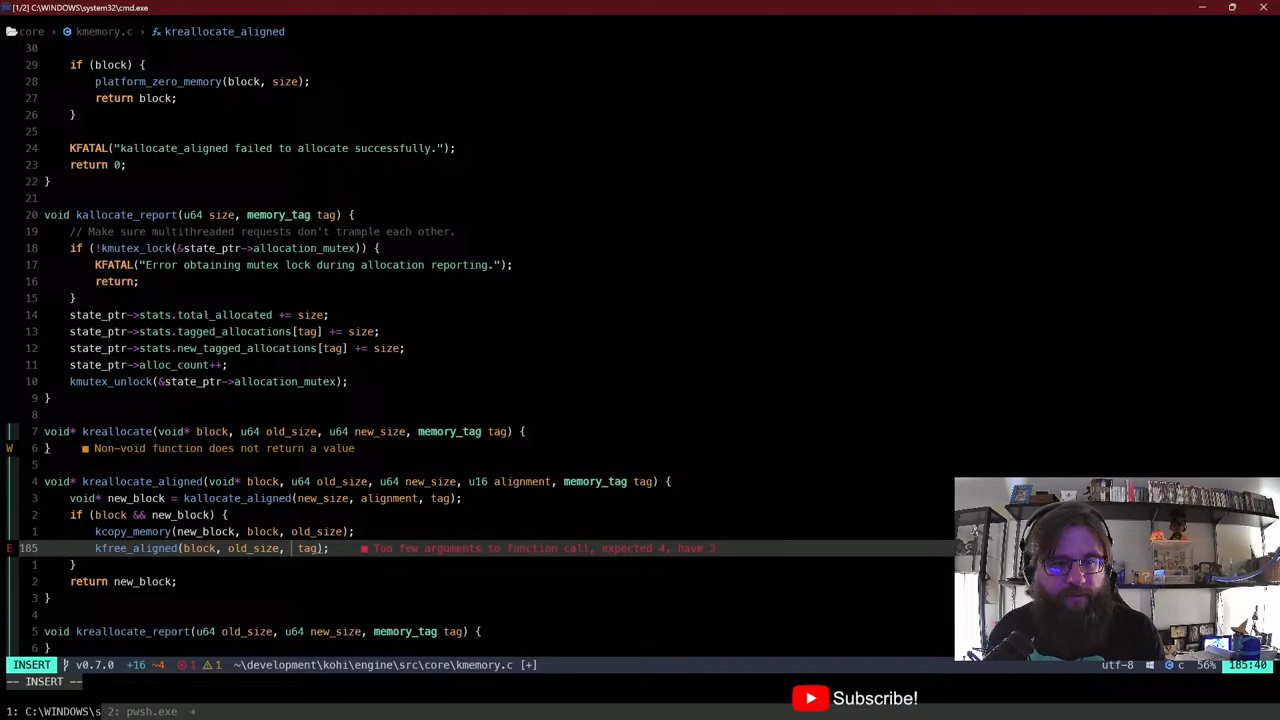 [1/2] C:\WINDOWS\system32\cmd.exe
core › kmemory.c › kreallocate_aligned
30
29 if (block) {
28 platform_zero_memory(block, size);
27 return block;
26 }
25
24 KFATAL("kallocate_aligned failed to allocate successfully.");
23 return 0;
22 }
21
20 void kallocate_report(u64 size, memory_tag tag) {
19 // Make sure multithreaded requests don't trample each other.
18 if (!kmutex_lock(&state_ptr->allocation_mutex)) {
17 KFATAL("Error obtaining mutex lock during allocation reporting.");
16 return;
15 }
14 state_ptr->stats.total_allocated += size;
13 state_ptr->stats.tagged_allocations[tag] += size;
12 state_ptr->stats.new_tagged_allocations[tag] += size;
11 state_ptr->alloc_count++;
10 kmutex_unlock(&state_ptr->allocation_mutex);
9 }
8
7 void* kreallocate(void* block, u64 old_size, u64 new_size, memory_tag tag) {
W 6 } ■ Non-void function does not return a value
5
4 void* kreallocate_aligned(void* block, u64 old_size, u64 new_size, u16 alignment, memory_tag tag) {
3 void* new_block = kallocate_aligned(new_size, alignment, tag);
2 if (block && new_block) {
1 kcopy_memory(new_block, block, old_size);
E 185 kfree_aligned(block, old_size, tag); ■ Too few arguments to function call, expected 4, have 3
1 }
2 return new_block;
3 }
4
5 void kreallocate_report(u64 old_size, u64 new_size, memory_tag tag) {
6 }
INSERT v0.7.0 +16 ~4 1 1 ~\development\kohi\engine\src\core\kmemory.c [+] utf-8 c 56% 185:40
-- INSERT --
Subscribe!
1: C:\WINDOWS\s 2: pwsh.exe +